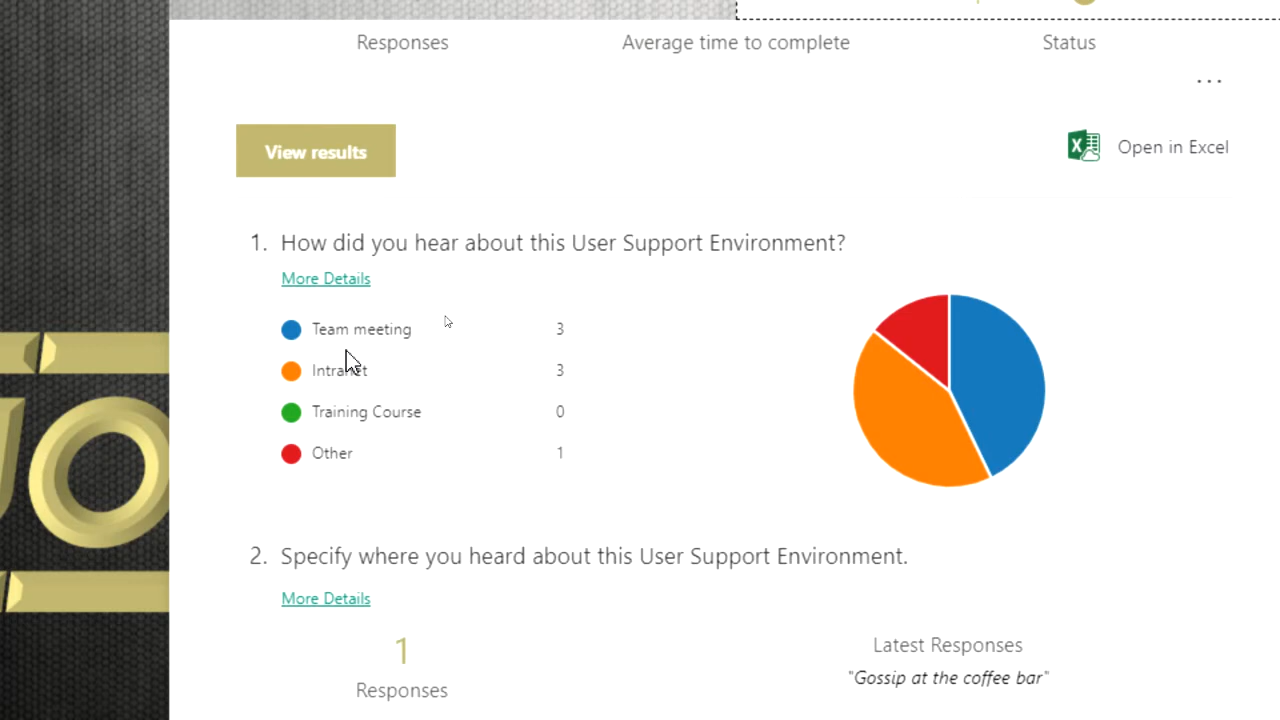 Responses
Average time to complete
Status
...
View results
Open in Excel
1. How did you hear about this User Support Environment?
More Details
Team meeting 3
Intranet 3
Training Course 0
Other 1
2. Specify where you heard about this User Support Environment.
More Details
1
Responses
Latest Responses
"Gossip at the coffee bar"